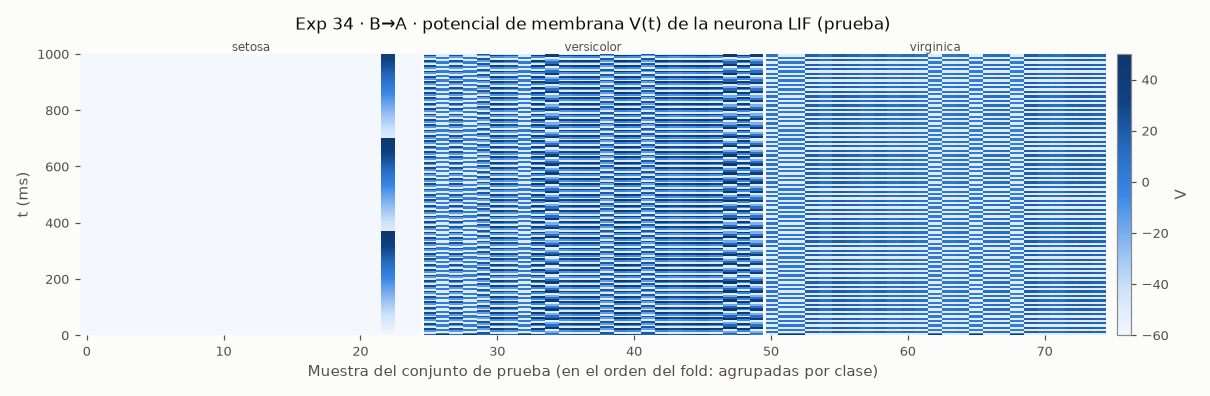 Exp 34 · B→A · potencial de membrana V(t) de la neurona LIF (prueba)
setosa
versicolor
virginica
1000
800
600
400
200
0
t (ms)
0
10
20
30
40
50
60
70
Muestra del conjunto de prueba (en el orden del fold: agrupadas por clase)
40
20
0
−20
−40
−60
V